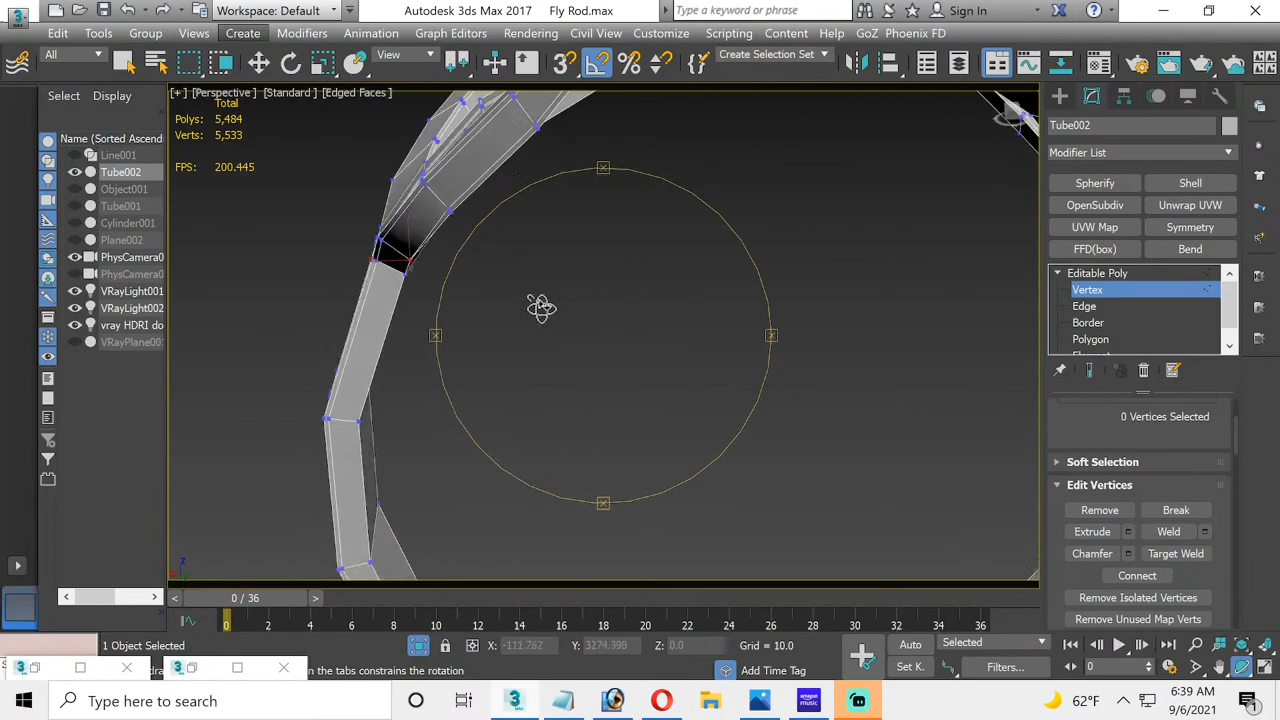 Workspace: Default
Autodesk 3ds Max 2017 Fly Rod.max
Type a keyword or phrase
Sign In
Edit Tools Group Views Create Modifiers Animation Graph Editors Rendering Civil View Customize Scripting Content Help GoZ Phoenix FD
All
View
Create Selection Set
Select Display
[+] [Perspective] [Standard] [Edged Faces]
Total
Polys: 5,484
Verts: 5,533
FPS: 200.445
Name (Sorted Ascend
Line001
Tube002
Object001
Tube001
Cylinder001
Plane002
PhysCamera0
PhysCamera0
VRayLight001
VRayLight002
vray HDRI do
VRayPlane001
Tube002
Modifier List
Spherify Shell
OpenSubdiv Unwrap UVW
UVW Map Symmetry
FFD(box) Bend
Editable Poly
Vertex
Edge
Border
Polygon
Element
0 Vertices Selected
Soft Selection
Edit Vertices
Remove Break
Extrude Weld
Chamfer Target Weld
Connect
Remove Isolated Vertices
Remove Unused Map Verts
0 / 36
0 2 4 6 8 10 12 14 16 18 20 22 24 26 28 30 32 34 36
1 Object Selected
X: -111.762 Y: 3274.398 Z: 0.0 Grid = 10.0
Auto Selected
n the tabs constrains the rotation
Add Time Tag
Set K. Filters...
0
Type here to search
amazon music
62°F
6:39 AM
9/6/2021
1